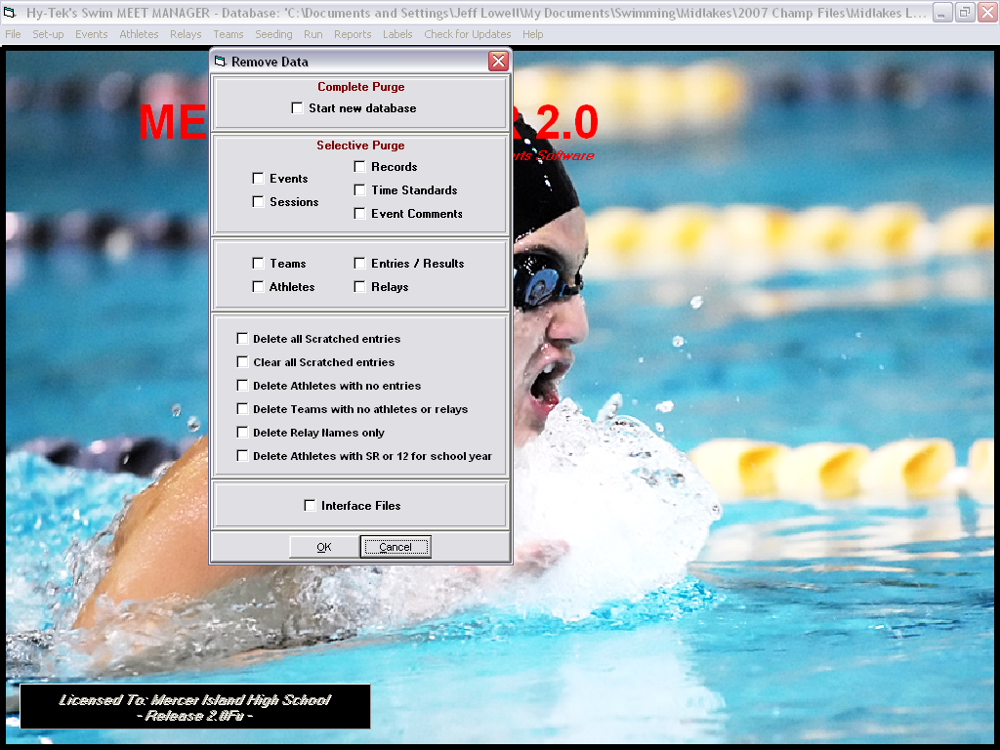 Hy-Tek's Swim MEET MANAGER - Database: 'C:\Documents and Settings\Jeff Lowell\My Documents\Swimming\Midlakes\2007 Champ Files\Midlakes L...
File Set-up Events Athletes Relays Teams Seeding Run Reports Labels Check for Updates Help
Remove Data
Complete Purge
Start new database
ME
R 2.0
rts Software
Selective Purge
Events
Sessions
Records
Time Standards
Event Comments
Teams
Athletes
Entries / Results
Relays
Delete all Scratched entries
Clear all Scratched entries
Delete Athletes with no entries
Delete Teams with no athletes or relays
Delete Relay Names only
Delete Athletes with SR or 12 for school year
Interface Files
OK Cancel
Licensed To: Mercer Island High School
- Release 2.0Fu -